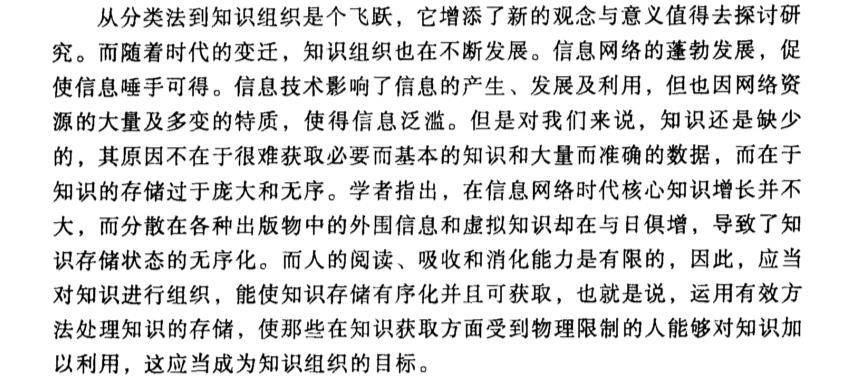 从分类法到知识组织是个飞跃，它增添了新的观念与意义值得去探讨研
究。而随着时代的变迁，知识组织也在不断发展。信息网络的蓬勃发展，促
使信息唾手可得。信息技术影响了信息的产生、发展及利用，但也因网络资
源的大量及多变的特质，使得信息泛滥。但是对我们来说，知识还是缺少
的，其原因不在于很难获取必要而基本的知识和大量而准确的数据，而在于
知识的存储过于庞大和无序。学者指出，在信息网络时代核心知识增长并不
大，而分散在各种出版物中的外围信息和虚拟知识却在与日俱增，导致了知
识存储状态的无序化。而人的阅读、吸收和消化能力是有限的，因此，应当
对知识进行组织，能使知识存储有序化并且可获取，也就是说，运用有效方
法处理知识的存储，使那些在知识获取方面受到物理限制的人能够对知识加
以利用，这应当成为知识组织的目标。